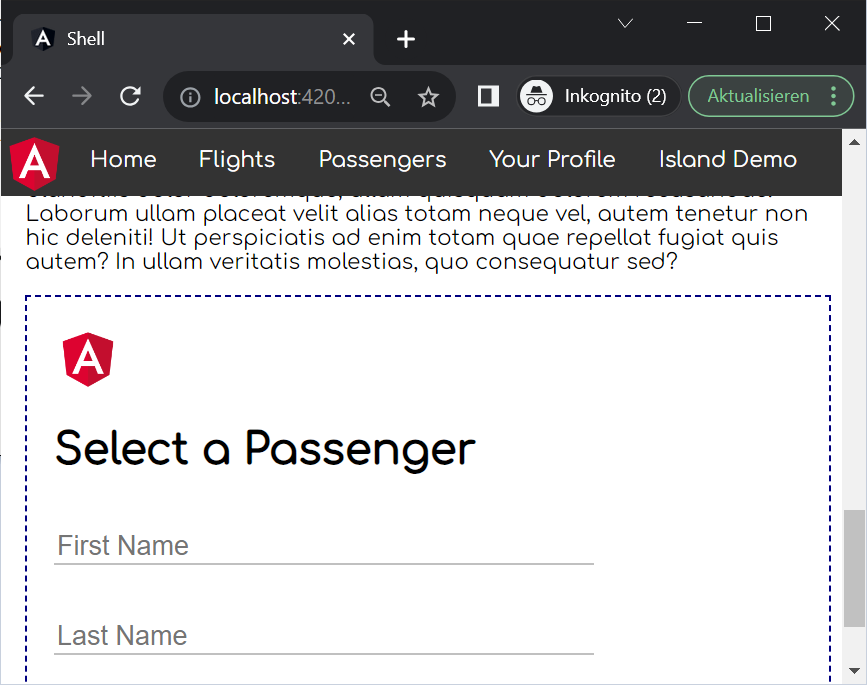 Shell
localhost:420...
Inkognito (2)
Aktualisieren
Home
Flights
Passengers
Your Profile
Island Demo
Laborum ullam placeat velit alias totam neque vel, autem tenetur non
hic deleniti! Ut perspiciatis ad enim totam quae repellat fugiat quis
autem? In ullam veritatis molestias, quo consequatur sed?
Select a Passenger
First Name
Last Name